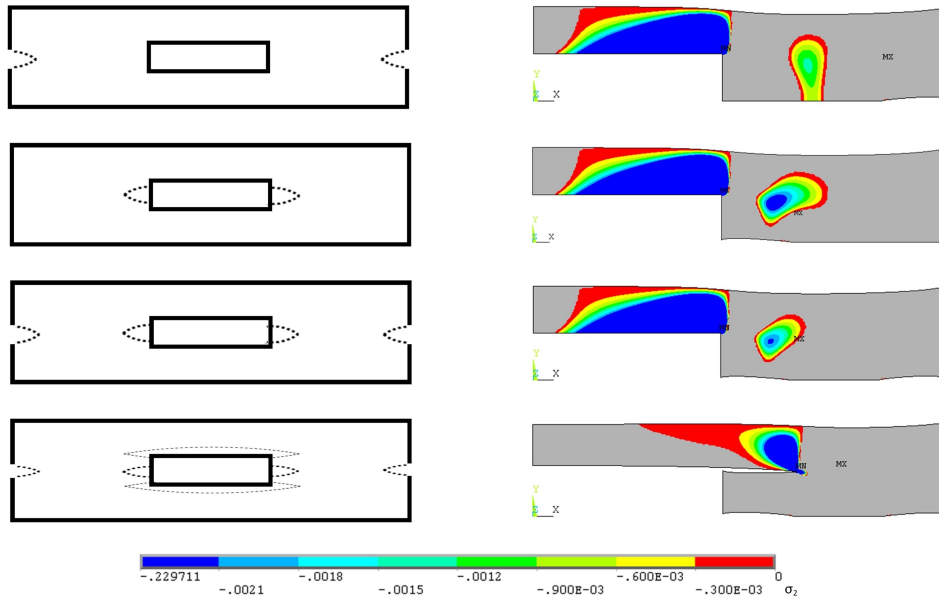 MN
MX
Y
Z X
MN
MX
Y
Z X
MN
MX
Y
Z X
MN
MX
Y
Z X
-.229711 -.0018 -.0012 -.600E-03 0
-.0021 -.0015 -.900E-03 -.300E-03 σ₂